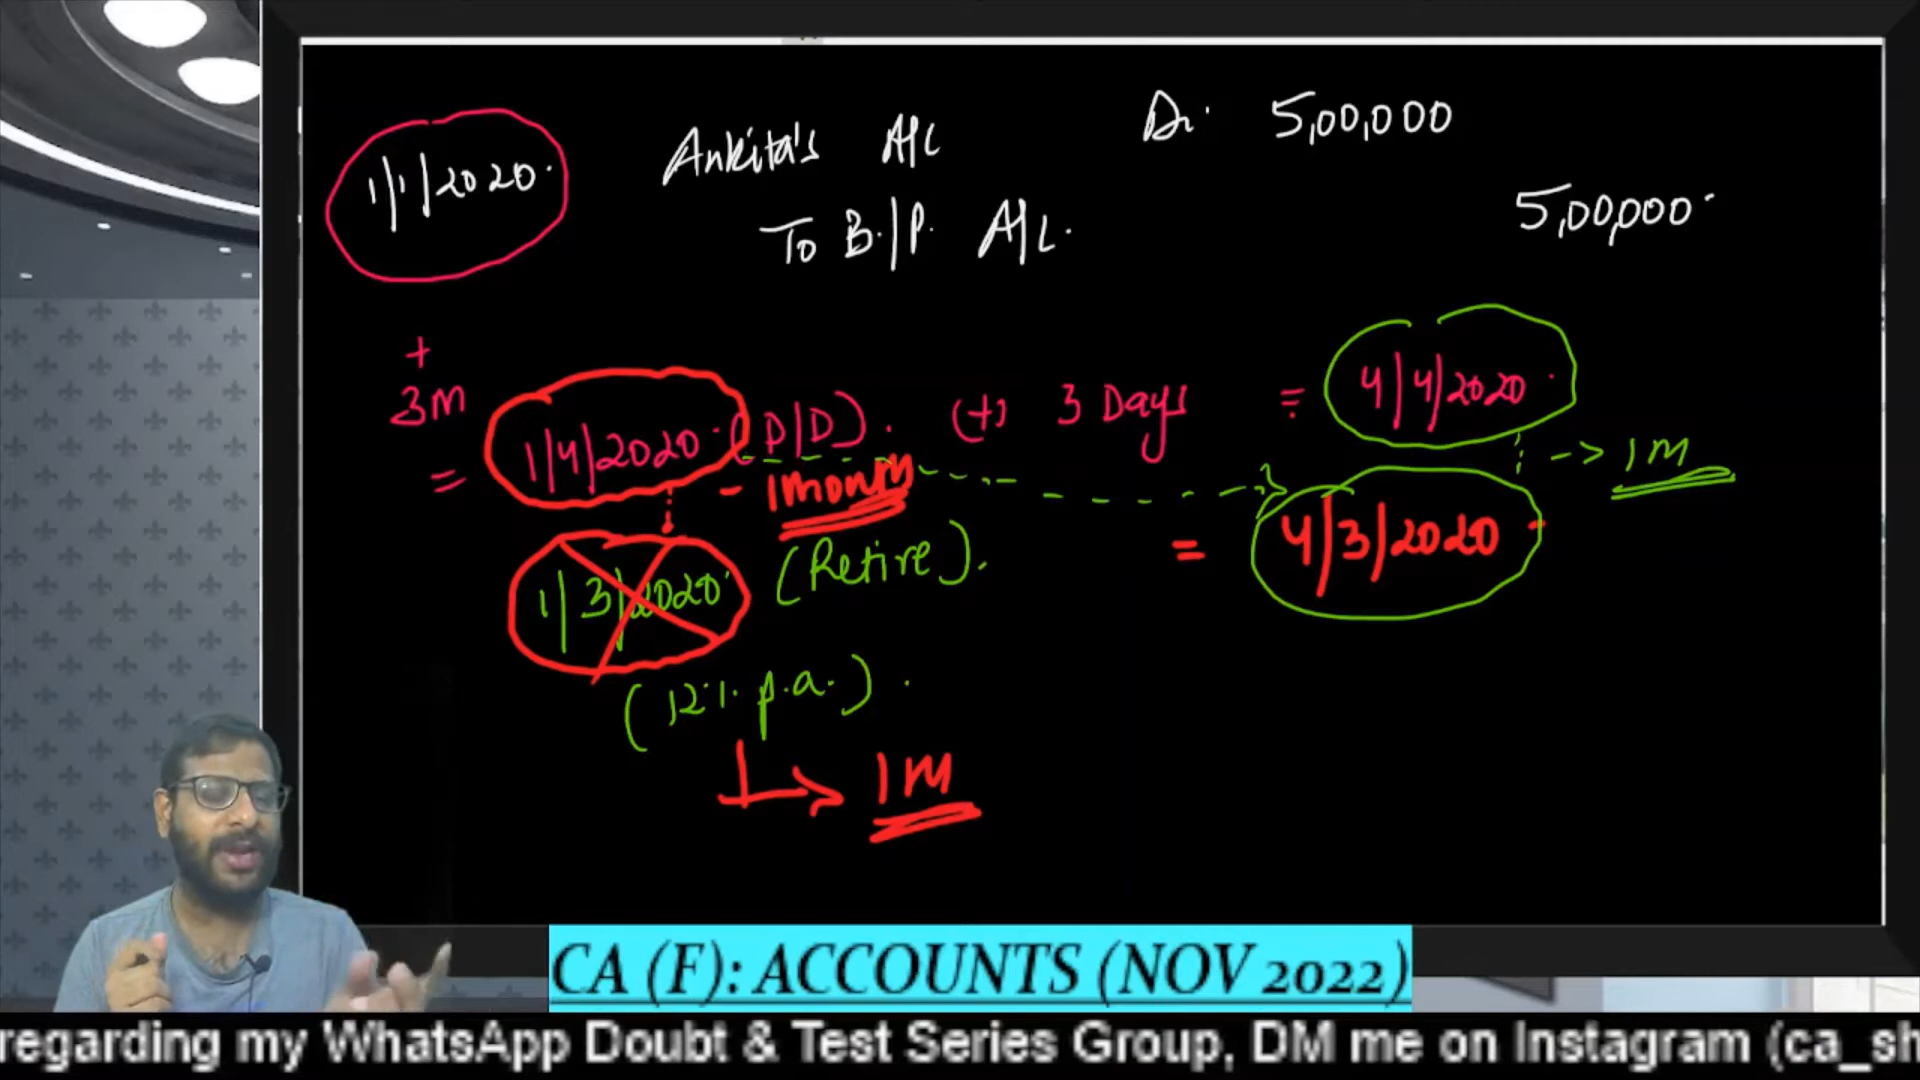 1/1/2020. Ankita's A/c Dr. 5,00,000
To B/P. A/c. 5,00,000.
+
3M
= 1/4/2020. (D/D). (+) 3 Days = 4/4/2020.
- 1 month -> 1M
1/3/2020. (Retire). = 4/3/2020
(12% p.a.).
1M
CA (F): ACCOUNTS (NOV 2022)
regarding my WhatsApp Doubt & Test Series Group, DM me on Instagram (ca_sh